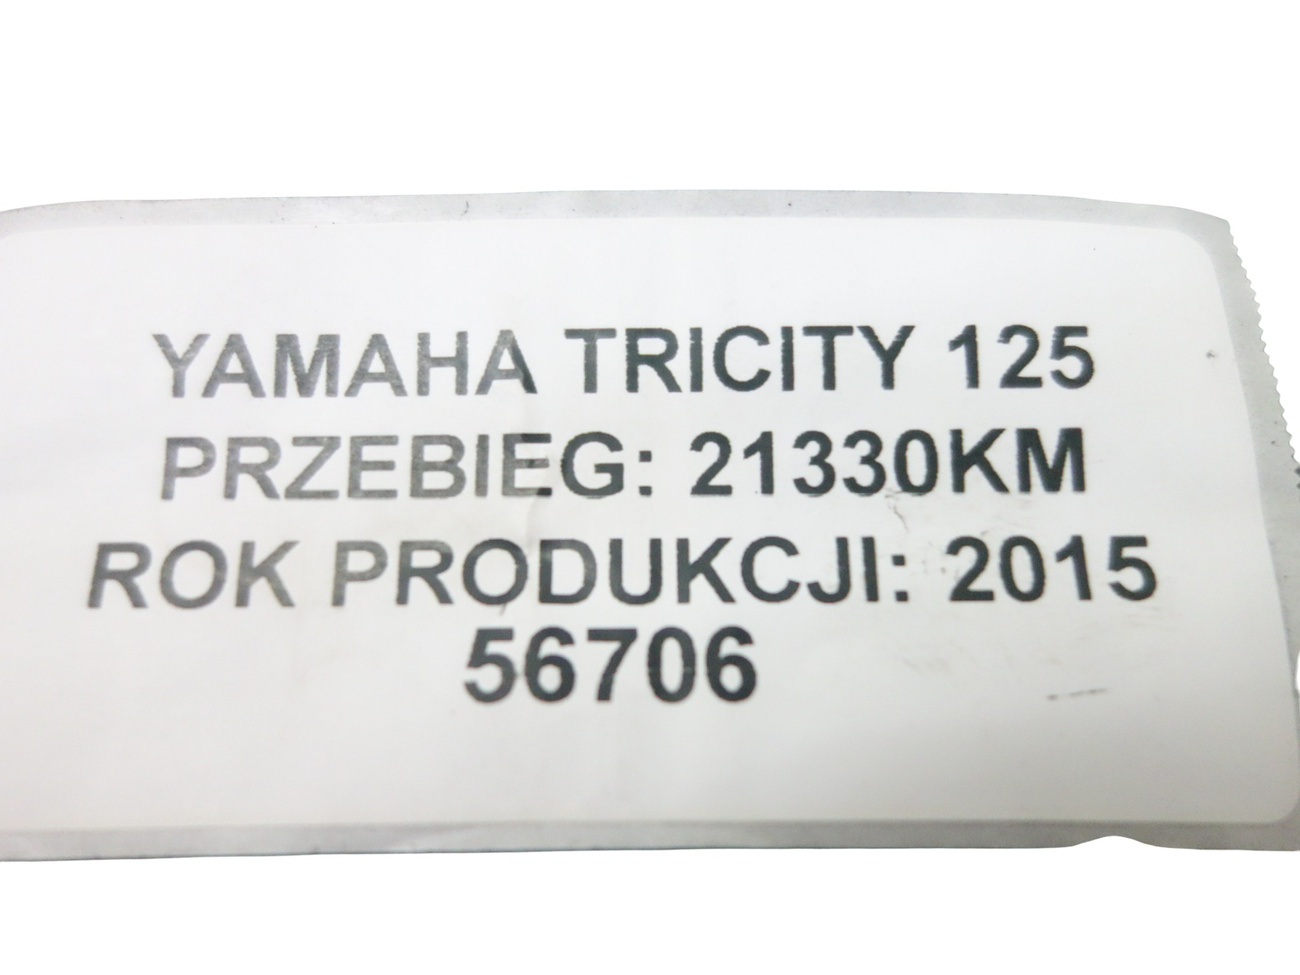 YAMAHA TRICITY 125
PRZEBIEG: 21330KM
ROK PRODUKCJI: 2015
56706